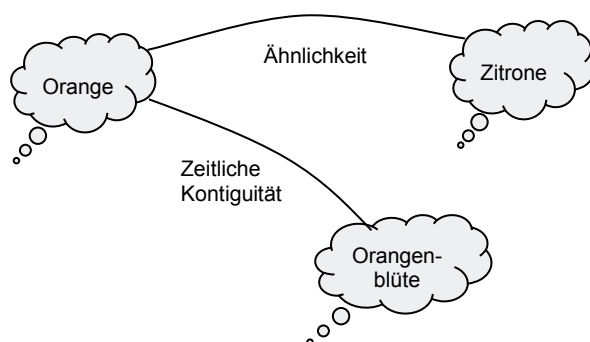 Ähnlichkeit
Orange
Zitrone
Zeitliche
Kontiguität
Orangen-
blüte